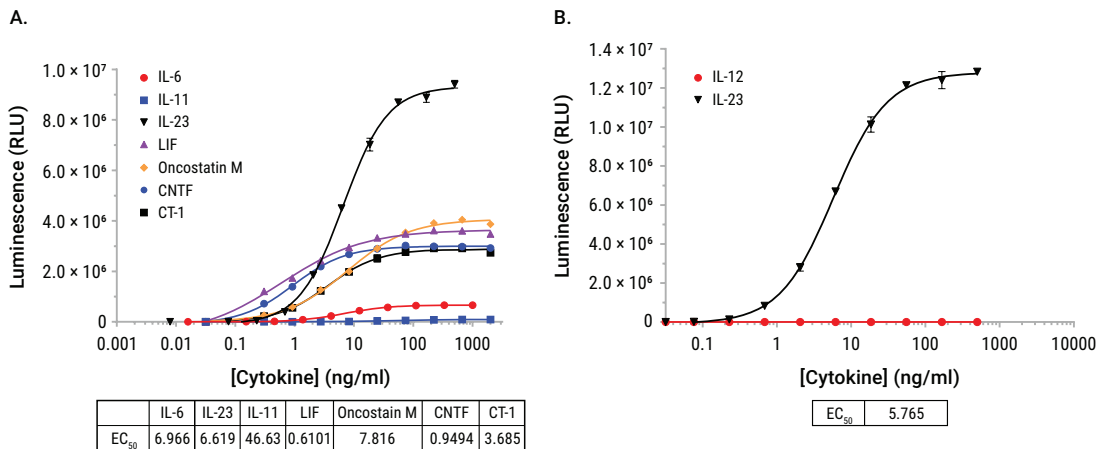 A.
Luminescence (RLU)
1.0 × 10⁷
8.0 × 10⁶
6.0 × 10⁶
4.0 × 10⁶
2.0 × 10⁶
0
IL-6
IL-11
IL-23
LIF
Oncostatin M
CNTF
CT-1
0.001 0.01 0.1 1 10 100 1000
[Cytokine] (ng/ml)
IL-6 IL-23 IL-11 LIF Oncostain M CNTF CT-1
EC₅₀ 6.966 6.619 46.63 0.6101 7.816 0.9494 3.685
B.
Luminescence (RLU)
1.4 × 10⁷
1.2 × 10⁷
1.0 × 10⁷
8.0 × 10⁶
6.0 × 10⁶
4.0 × 10⁶
2.0 × 10⁶
0
IL-12
IL-23
0.1 1 10 100 1000 10000
[Cytokine] (ng/ml)
EC₅₀ 5.765